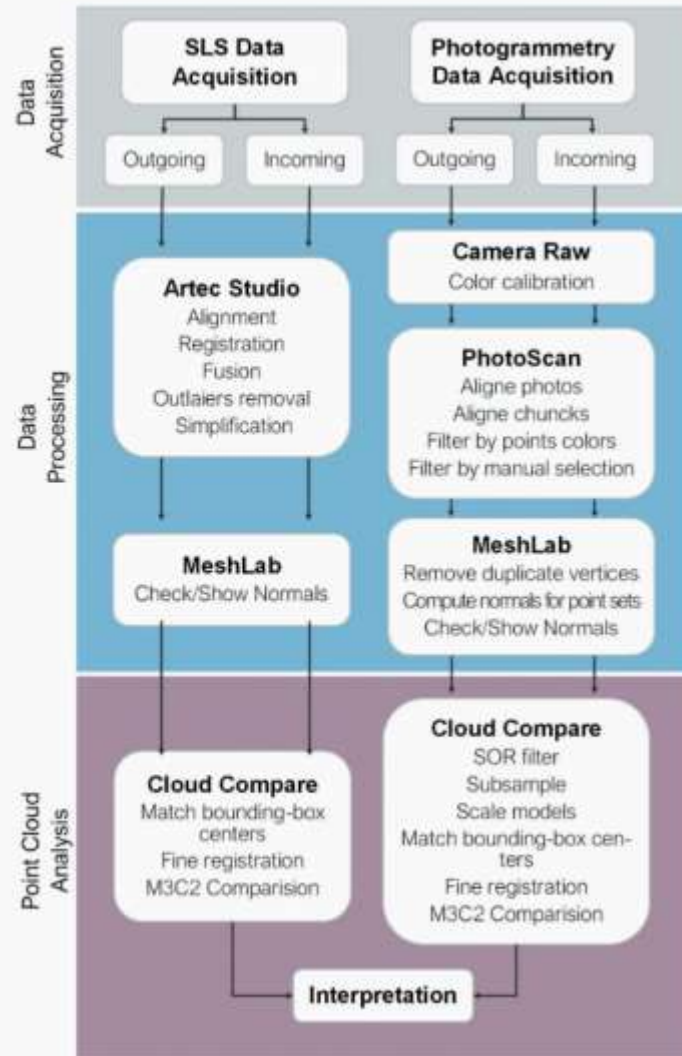 Data
Acquisition
SLS Data
Acquisition
Photogrammetry
Data Acquisition
Outgoing
Incoming
Outgoing
Incoming
Data
Processing
Artec Studio
Alignment
Registration
Fusion
Outlaiers removal
Simplification
MeshLab
Check/Show Normals
Camera Raw
Color calibration
PhotoScan
Aligne photos
Aligne chuncks
Filter by points colors
Filter by manual selection
MeshLab
Remove duplicate vertices
Compute normals for point sets
Check/Show Normals
Point Cloud
Analysis
Cloud Compare
Match bounding-box
centers
Fine registration
M3C2 Comparision
Cloud Compare
SOR filter
Subsample
Scale models
Match bounding-box cen-
ters
Fine registration
M3C2 Comparision
Interpretation